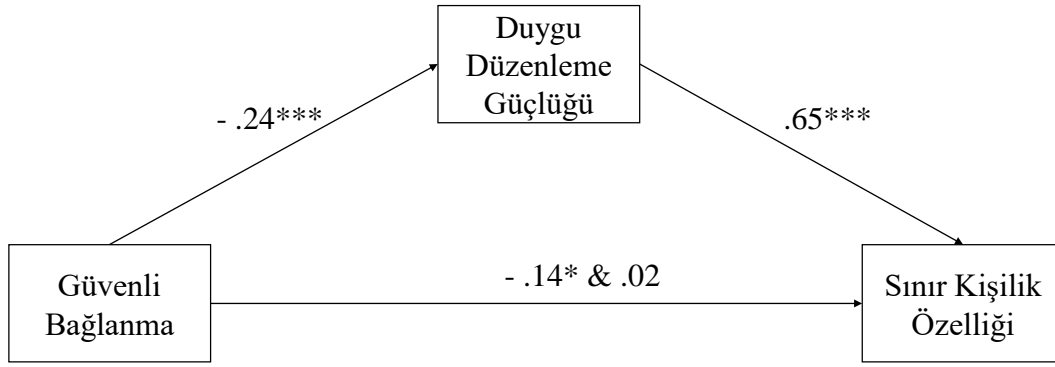 Duygu
Düzenleme
Güçlüğü
- .24***
.65***
Güvenli
Bağlanma
- .14* & .02
Sınır Kişilik
Özelliği